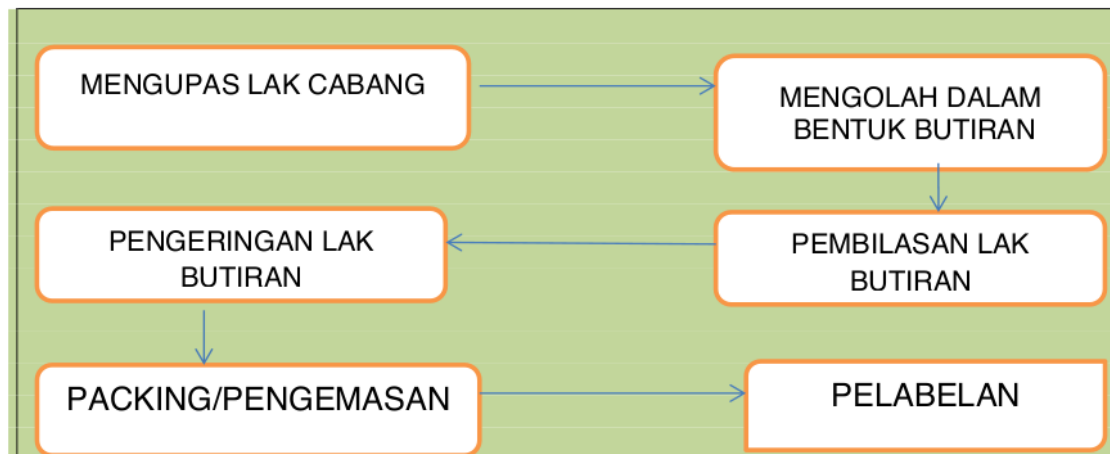 MENGUPAS LAK CABANG
MENGOLAH DALAM
BENTUK BUTIRAN
PEMBILASAN LAK
BUTIRAN
PENGERINGAN LAK
BUTIRAN
PACKING/PENGEMASAN
PELABELAN